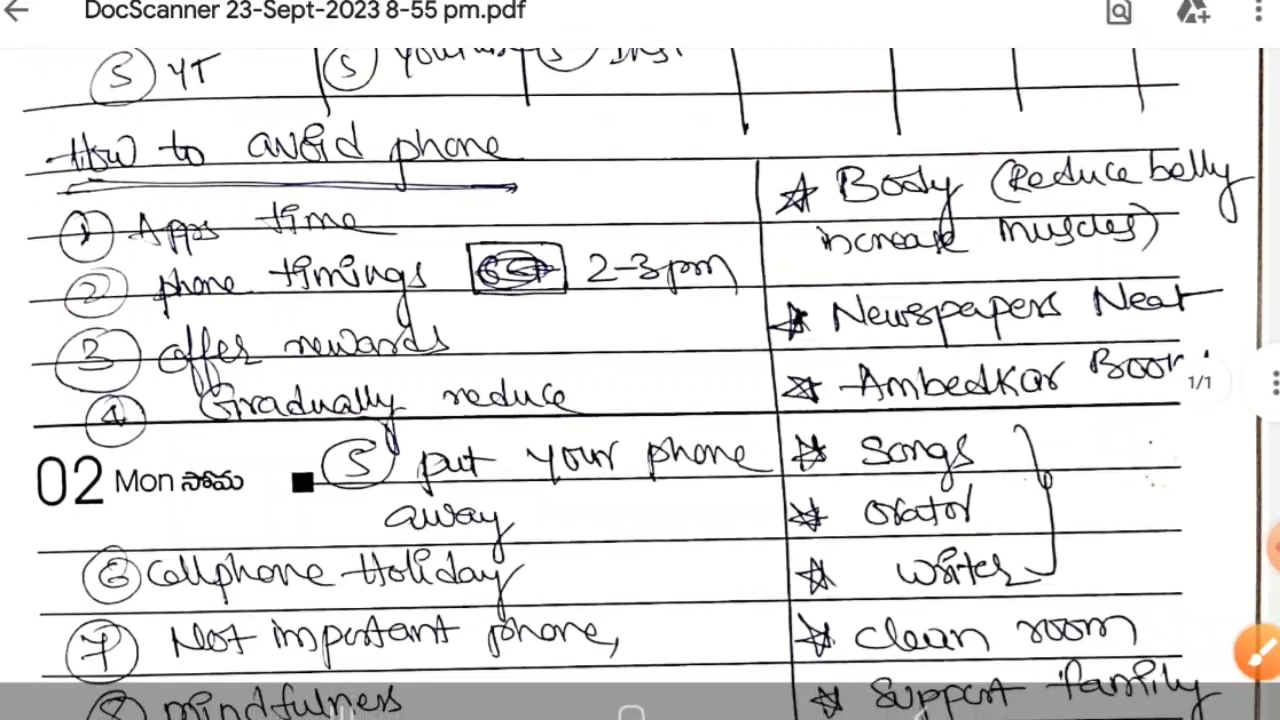 DocScanner 23-Sept-2023 8-55 pm.pdf
5 YT
5
How to avoid phone
1 Apps time
2 phone timings 2-3pm
3 offer rewards
4 Gradually reduce
02 Mon సోమ
5 put your phone
away
6 Cellphone Holiday
7 Not important phone,
8 mindfulness
☆ Body (Reduce belly
increase muscles)
☆ Newspapers Neat
☆ Ambedkar
☆ Songs
☆ orator
☆ writer
☆ clean room
☆ Support family
1/1